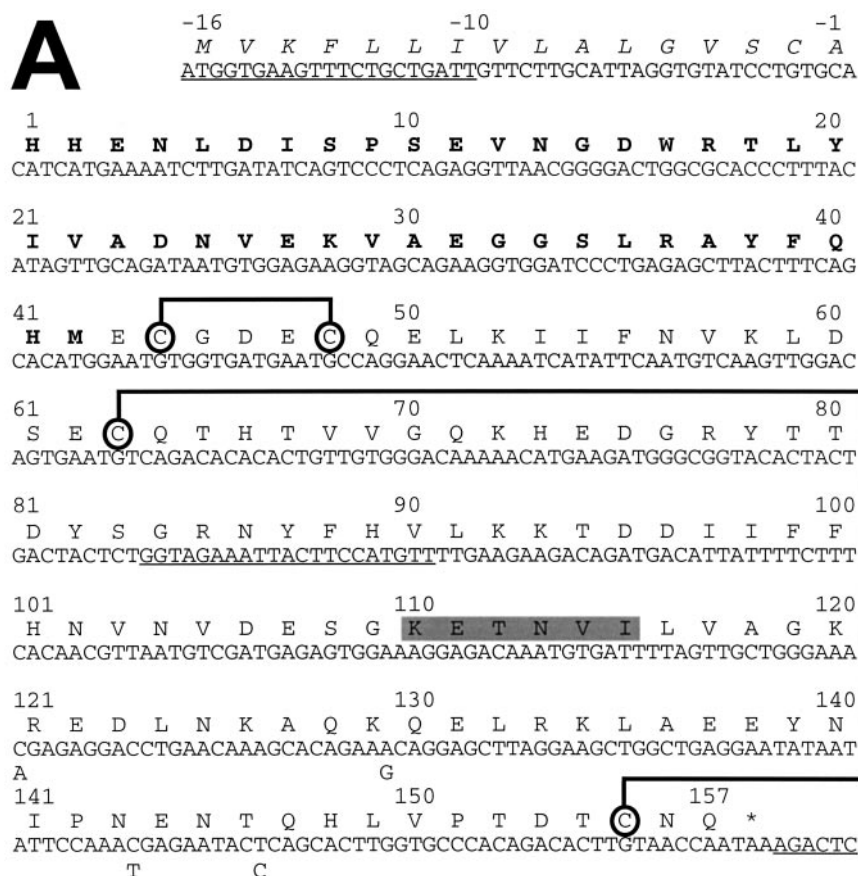 A
-16 -10 -1
M V K F L L I V L A L G V S C A
ATGGTGAAGTTTCTGCTGATTGTTCTTGCATTAGGTGTATCCTGTGCA
1 10 20
H H E N L D I S P S E V N G D W R T L Y
CATCATGAAAATCTTGATATCAGTCCCTCAGAGGTTAACGGGGACTGGCGCACCCTTTAC
21 30 40
I V A D N V E K V A E G G S L R A Y F Q
ATAGTTGCAGATAATGTGGAGAAGGTAGCAGAAGGTGGATCCCTGAGAGCTTACTTTCAG
41 50 60
H M E C G D E C Q E L K I I F N V K L D
CACATGGAATGTGGTGATGAATGCCAGGAACTCAAAATCATATTCAATGTCAAGTTGGAC
61 70 80
S E C Q T H T V V G Q K H E D G R Y T T
AGTGAATGTCAGACACACACTGTTGTGGGACAAAAACATGAAGATGGGCGGTACACTACT
81 90 100
D Y S G R N Y F H V L K K T D D I I F F
GACTACTCTGGTAGAAATTACTTCCATGTTTTGAAGAAGACAGATGACATTATTTTCTTT
101 110 120
H N V N V D E S G K E T N V I L V A G K
CACAACGTTAATGTCGATGAGAGTGGAAAGGAGACAAATGTGATTTTAGTTGCTGGGAAA
121 130 140
R E D L N K A Q K Q E L R K L A E E Y N
CGAGAGGACCTGAACAAAGCACAGAAACAGGAGCTTAGGAAGCTGGCTGAGGAATATAAT
A G
141 150 157
I P N E N T Q H L V P T D T C N Q *
ATTCCAAACGAGAATACTCAGCACTTGGTGCCCACAGACACTTGTAACCAATAAAGACTC
T C